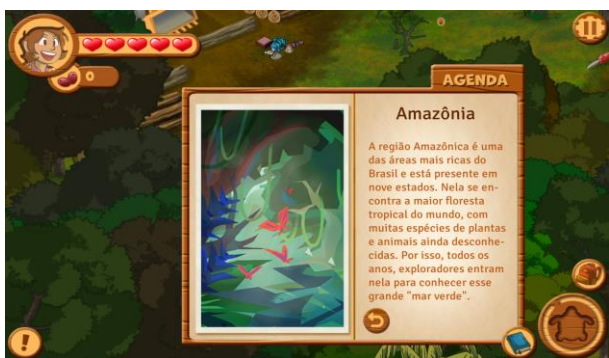 0
AGENDA
Amazônia
A região Amazônica é uma
das áreas mais ricas do
Brasil e está presente em
nove estados. Nela se en-
contra a maior floresta
tropical do mundo, com
muitas espécies de plantas
e animais ainda desconhe-
cidas. Por isso, todos os
anos, exploradores entram
nela para conhecer esse
grande "mar verde".
!